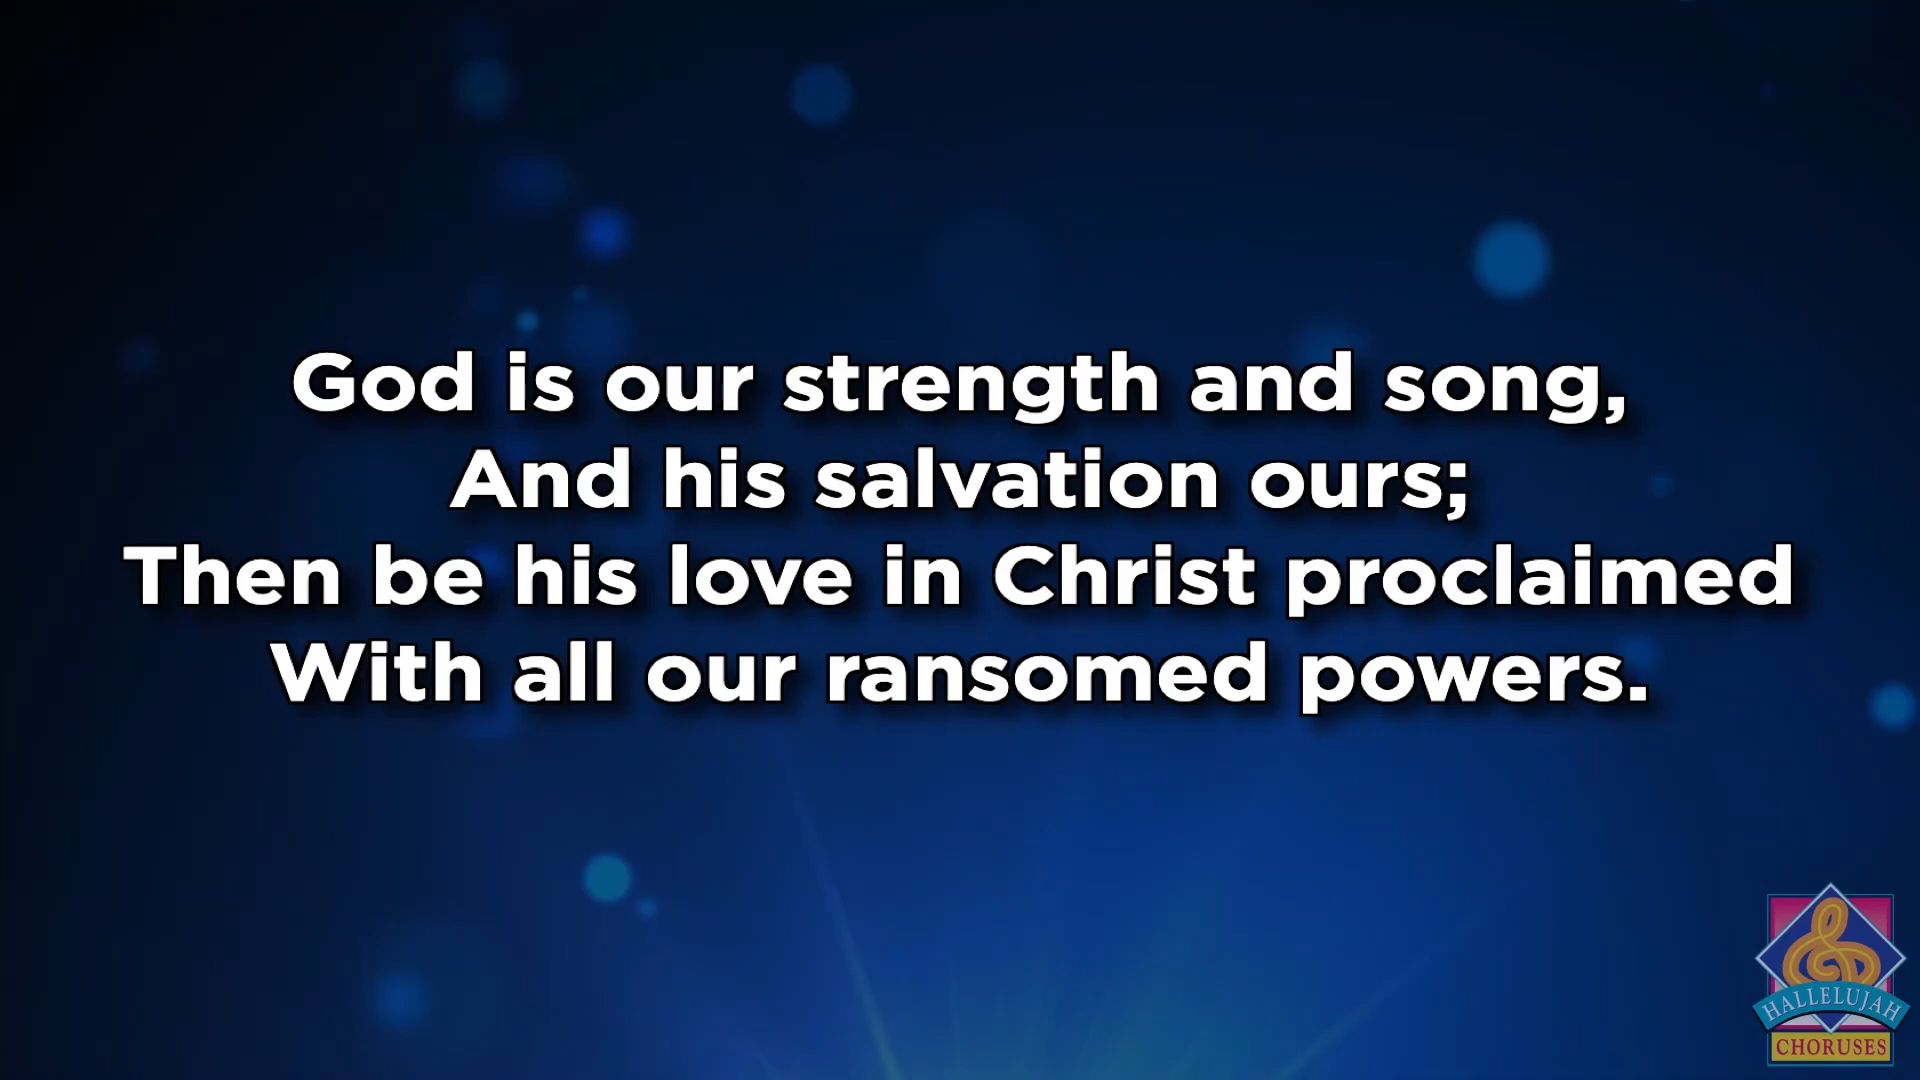 God is our strength and song,
And his salvation ours;
Then be his love in Christ proclaimed
With all our ransomed powers.
HALLELUJAH
CHORUSES